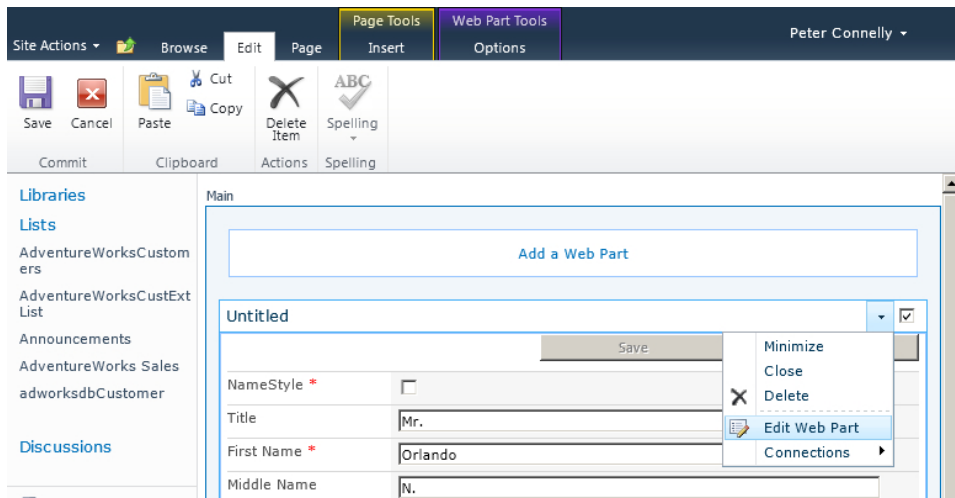 Page Tools
Web Part Tools
Peter Connelly
Site Actions
Browse
Edit
Page
Insert
Options
Save
Cancel
Paste
Cut
Copy
Delete
Item
ABC
Spelling
Commit
Clipboard
Actions
Spelling
Libraries
Lists
AdventureWorksCustom
ers
AdventureWorksCustExt
List
Announcements
AdventureWorks Sales
adworksdbCustomer
Discussions
Main
Add a Web Part
Untitled
Save
Minimize
Close
Delete
Edit Web Part
Connections
NameStyle *
Title
Mr.
First Name *
Orlando
Middle Name
N.